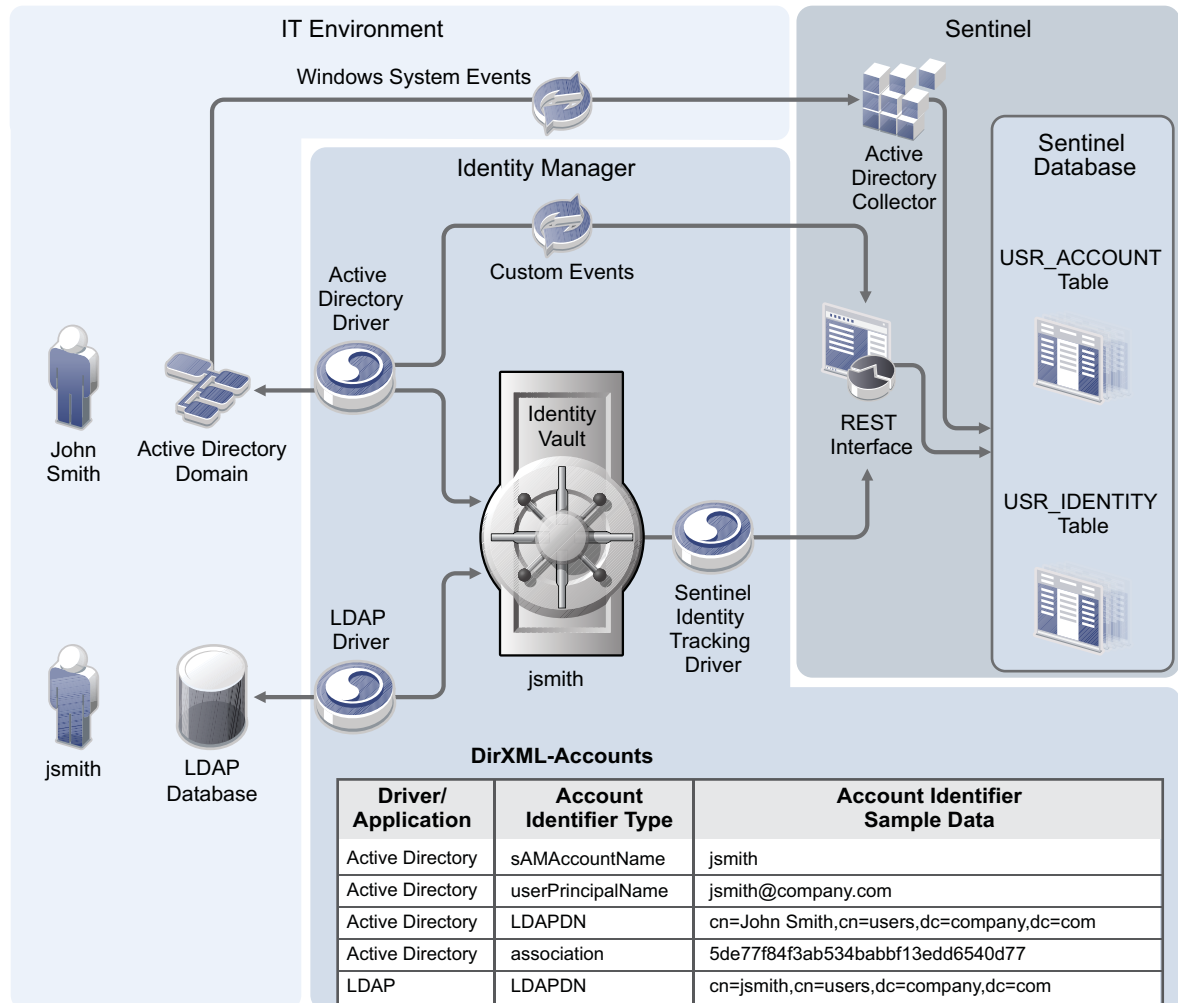 IT Environment
Sentinel
Windows System Events
Active
Directory
Collector
Sentinel
Database
Identity Manager
Custom Events
USR_ACCOUNT
Table
Active
Directory
Driver
Identity
Vault
REST
Interface
John
Smith
Active Directory
Domain
USR_IDENTITY
Table
LDAP
Driver
Sentinel
Identity
Tracking
Driver
jsmith
jsmith
LDAP
Database
DirXML-Accounts
Driver/
Application
Account
Identifier Type
Account Identifier
Sample Data
Active Directory sAMAccountName jsmith
Active Directory userPrincipalName jsmith@company.com
Active Directory LDAPDN cn=John Smith,cn=users,dc=company,dc=com
Active Directory association 5de77f84f3ab534babbf13edd6540d77
LDAP LDAPDN cn=jsmith,cn=users,dc=company,dc=com